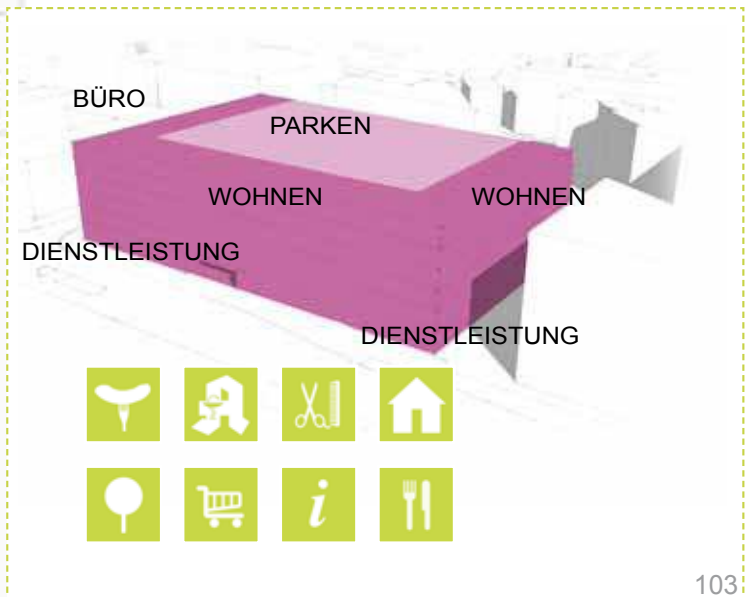 BÜRO
PARKEN
WOHNEN
WOHNEN
DIENSTLEISTUNG
DIENSTLEISTUNG
i
103